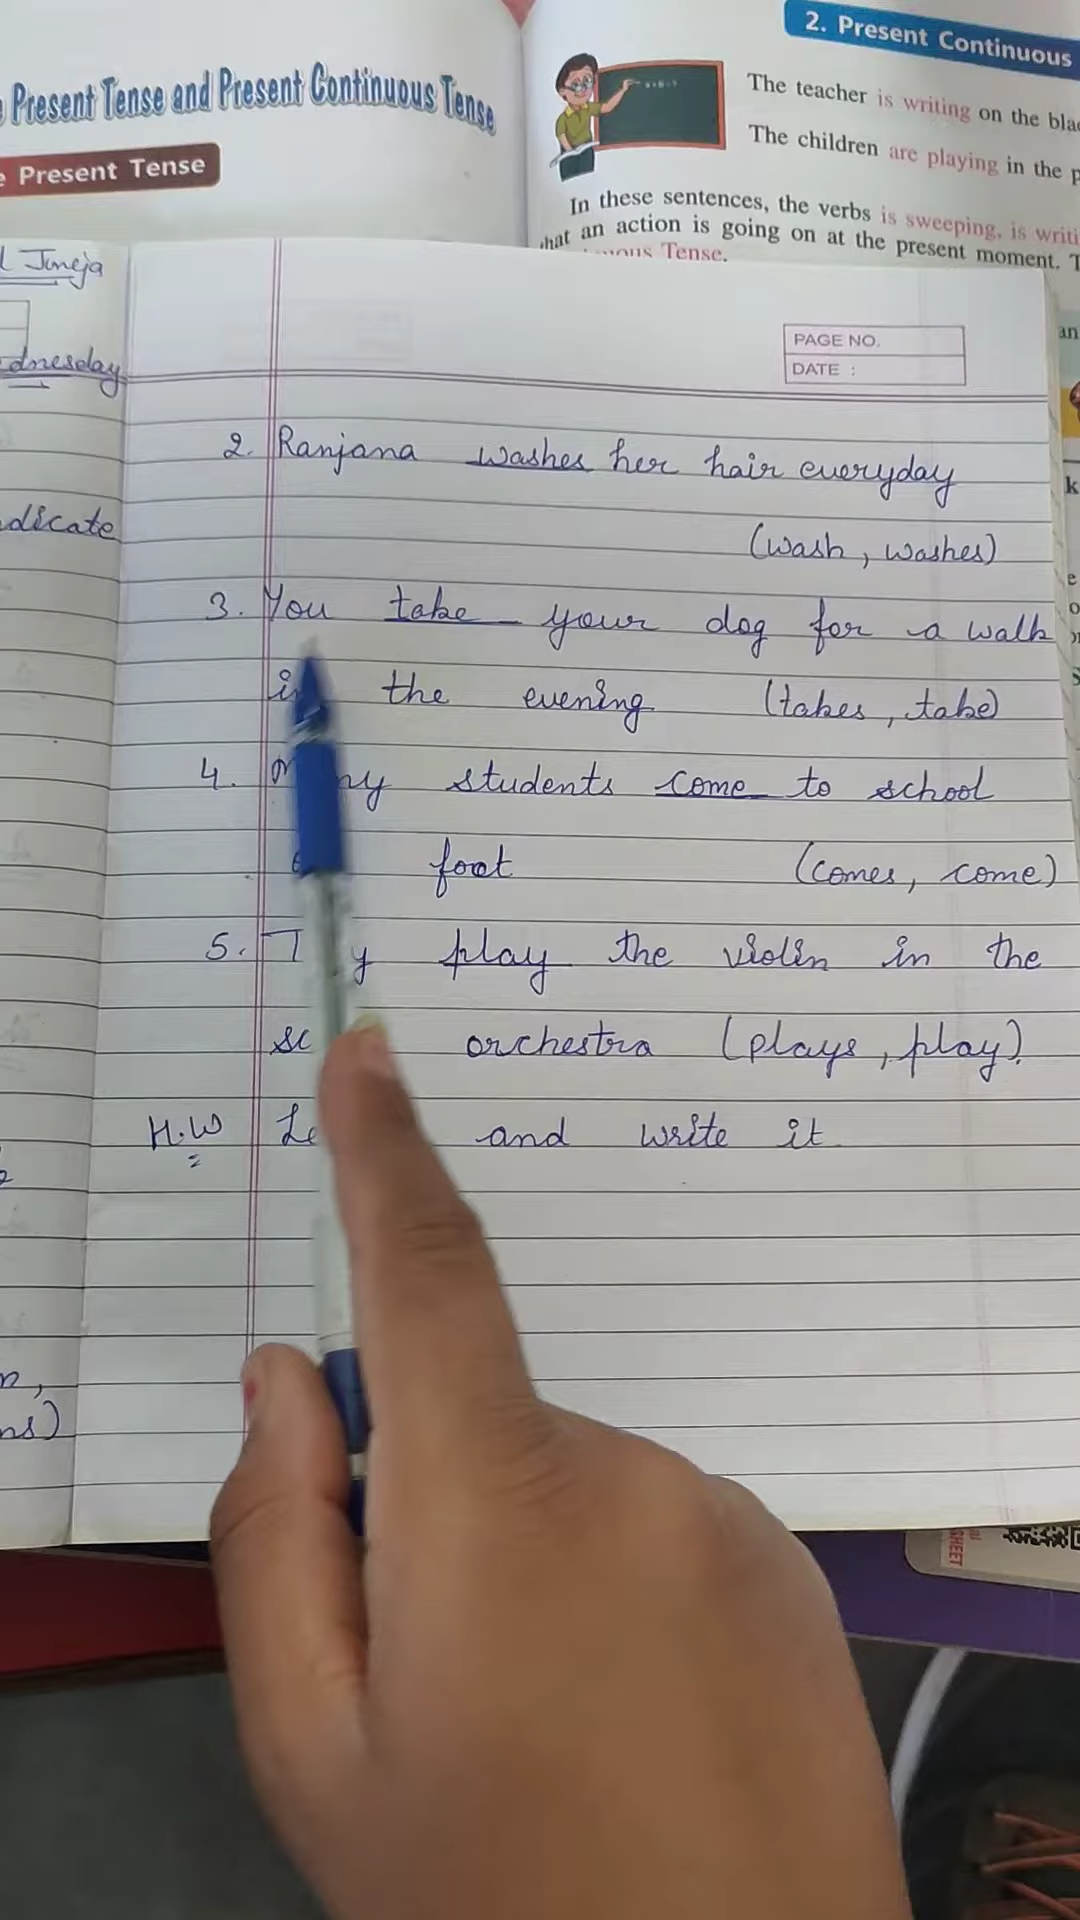 Present Tense and Present Continuous Tense
Present Tense
2. Present Continuous
The teacher is writing on the
The children are playing in the
In these sentences, the verbs is sweeping, is
an action is going on at the present moment.
Tense.
Juneja
PAGE NO.
DATE :
2. Ranjana washes her hair everyday
(wash, washes)
3. You take your dog for a walk
in the evening (takes, take)
4. students come to school
foot (comes, come)
5. play the violin in the
orchestra (plays, play).
H.W and write it